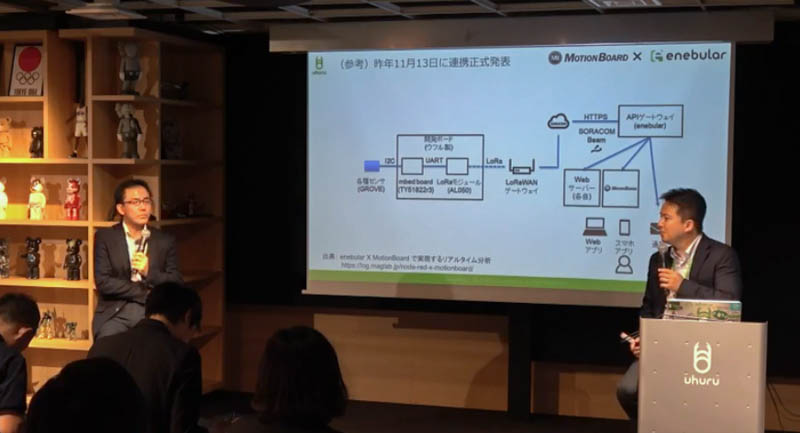 TOKYO 1964
uhuru
(参考) 昨年11月13日に連携正式発表
MOTIONBOARD × enebular
開発ボード
(ウフル製)
I2C
UART
LoRa
各種センサ
(GROVE)
mbed board
(TY51822r3)
LoRaモジュール
(AL050)
LoRaWAN
ゲートウェイ
HTTPS
SORACOM
Beam
APIゲートウェイ
(enebular)
Web
サーバー
(各自)
MOTIONBOARD
Web
アプリ
スマホ
アプリ
出典: enebular X MotionBoard で実現するリアルタイム分析
https://log.maglab.jp/node-red-x-motionboard/
uhuru